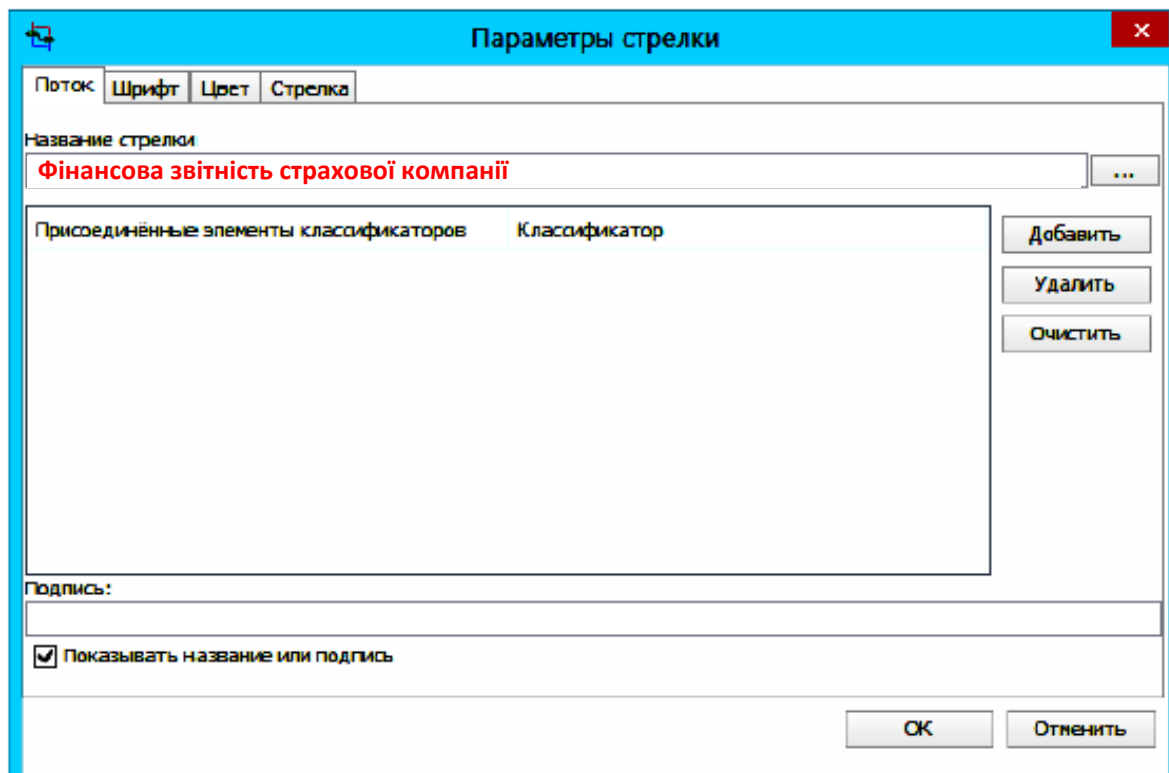 Параметры стрелки
Поток Шрифт Цвет Стрелка
Название стрелки
Фінансова звітність страхової компанії ...
Присоединённые элементы классификаторов Классификатор
Добавить
Удалить
Очистить
Подпись:
Показывать название или подпись
OK Отменить